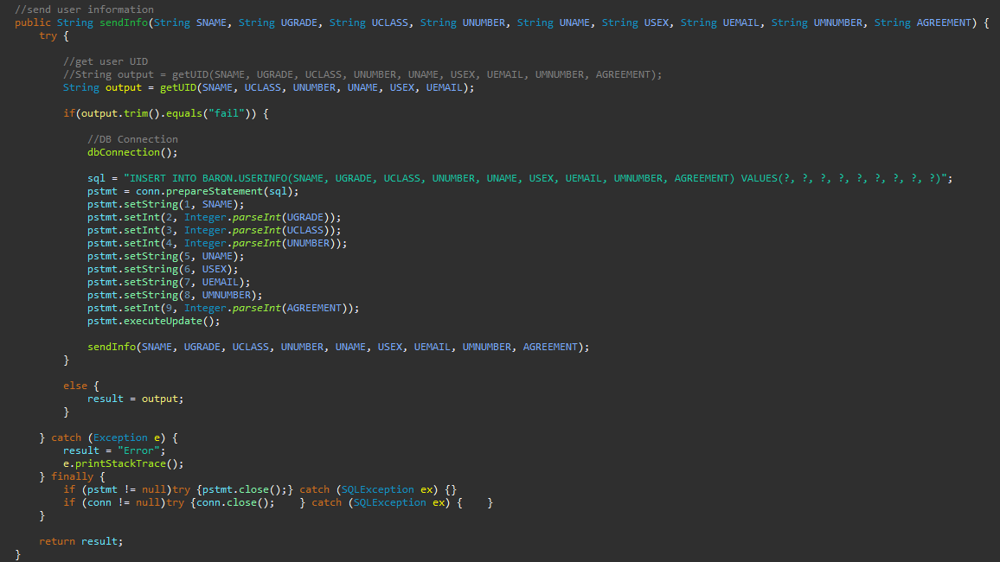 //send user information
public String sendInfo(String SNAME, String UGRADE, String UCLASS, String UNUMBER, String UNAME, String USEX, String UEMAIL, String UMNUMBER, String AGREEMENT) {
try {
//get user UID
//String output = getUID(SNAME, UGRADE, UCLASS, UNUMBER, UNAME, USEX, UEMAIL, UMNUMBER, AGREEMENT);
String output = getUID(SNAME, UCLASS, UNUMBER, UNAME, USEX, UEMAIL);
if(output.trim().equals("fail")) {
//DB Connection
dbConnection();
sql = "INSERT INTO BARON.USERINFO(SNAME, UGRADE, UCLASS, UNUMBER, UNAME, USEX, UEMAIL, UMNUMBER, AGREEMENT) VALUES(?, ?, ?, ?, ?, ?, ?, ?, ?)";
pstmt = conn.prepareStatement(sql);
pstmt.setString(1, SNAME);
pstmt.setInt(2, Integer.parseInt(UGRADE));
pstmt.setInt(3, Integer.parseInt(UCLASS));
pstmt.setInt(4, Integer.parseInt(UNUMBER));
pstmt.setString(5, UNAME);
pstmt.setString(6, USEX);
pstmt.setString(7, UEMAIL);
pstmt.setString(8, UMNUMBER);
pstmt.setInt(9, Integer.parseInt(AGREEMENT));
pstmt.executeUpdate();
sendInfo(SNAME, UGRADE, UCLASS, UNUMBER, UNAME, USEX, UEMAIL, UMNUMBER, AGREEMENT);
}
else {
result = output;
}
} catch (Exception e) {
result = "Error";
e.printStackTrace();
} finally {
if (pstmt != null)try {pstmt.close();} catch (SQLException ex) {}
if (conn != null)try {conn.close();    } catch (SQLException ex) {    }
}
return result;
}